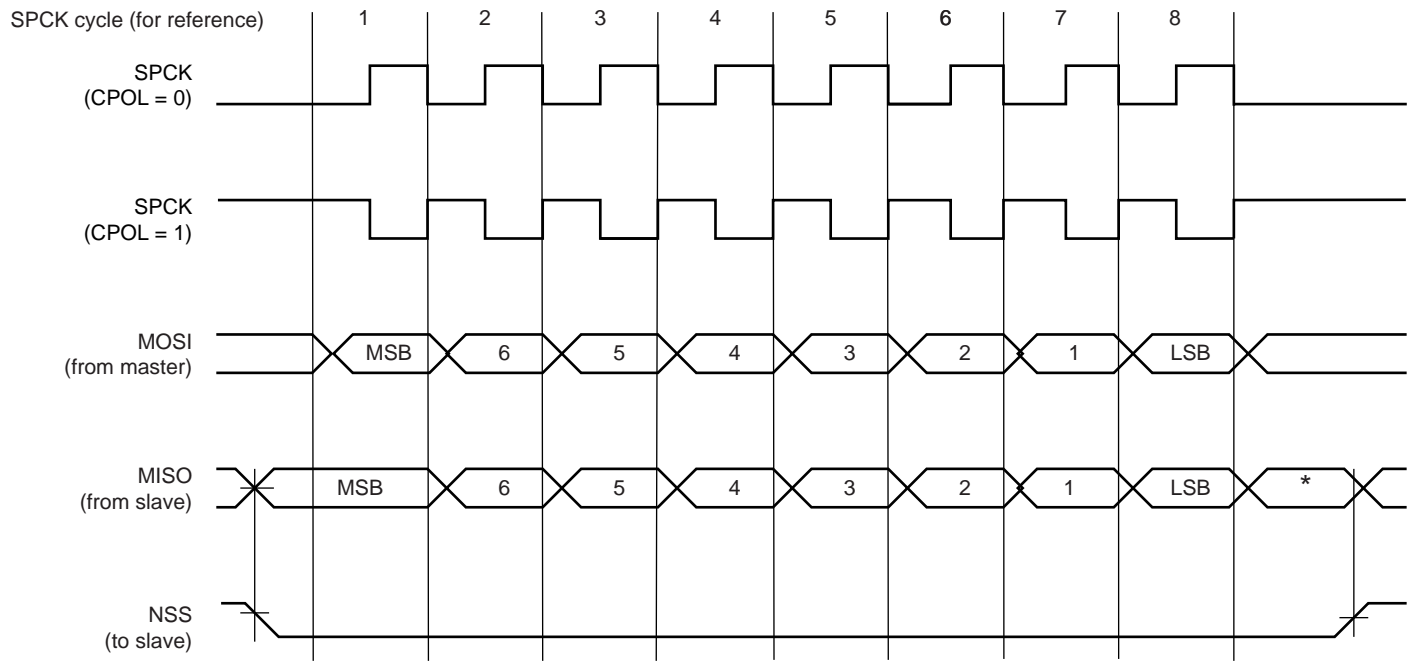 SPCK cycle (for reference) 1 2 3 4 5 6 7 8
SPCK
(CPOL = 0)
SPCK
(CPOL = 1)
MOSI
(from master)
MSB 6 5 4 3 2 1 LSB
MISO
(from slave)
MSB 6 5 4 3 2 1 LSB *
NSS
(to slave)